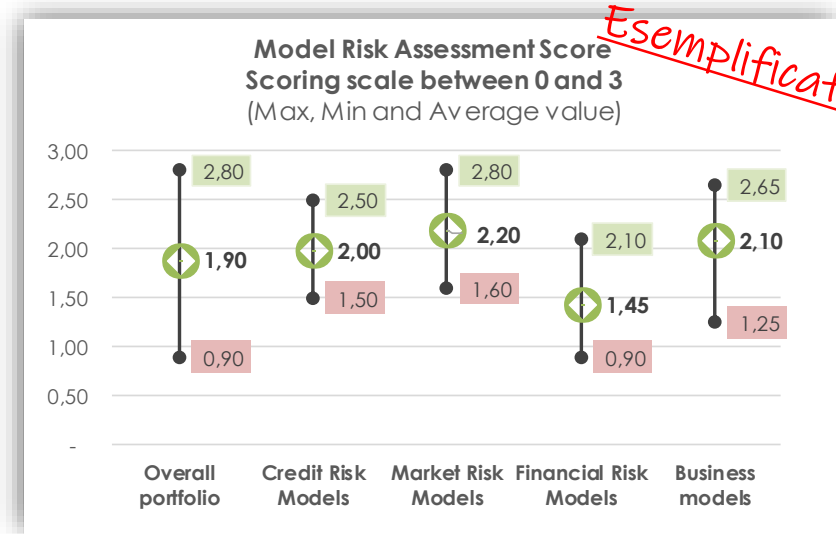 Model Risk Assessment Score
Scoring scale between 0 and 3
(Max, Min and Average value)
3,00
2,50
2,00
1,50
1,00
0,50
-
2,80
1,90
0,90
2,50
2,00
1,50
2,80
2,20
1,60
2,10
1,45
0,90
2,65
2,10
1,25
Overall
portfolio
Credit Risk
Models
Market Risk
Models
Financial Risk
Models
Business
models